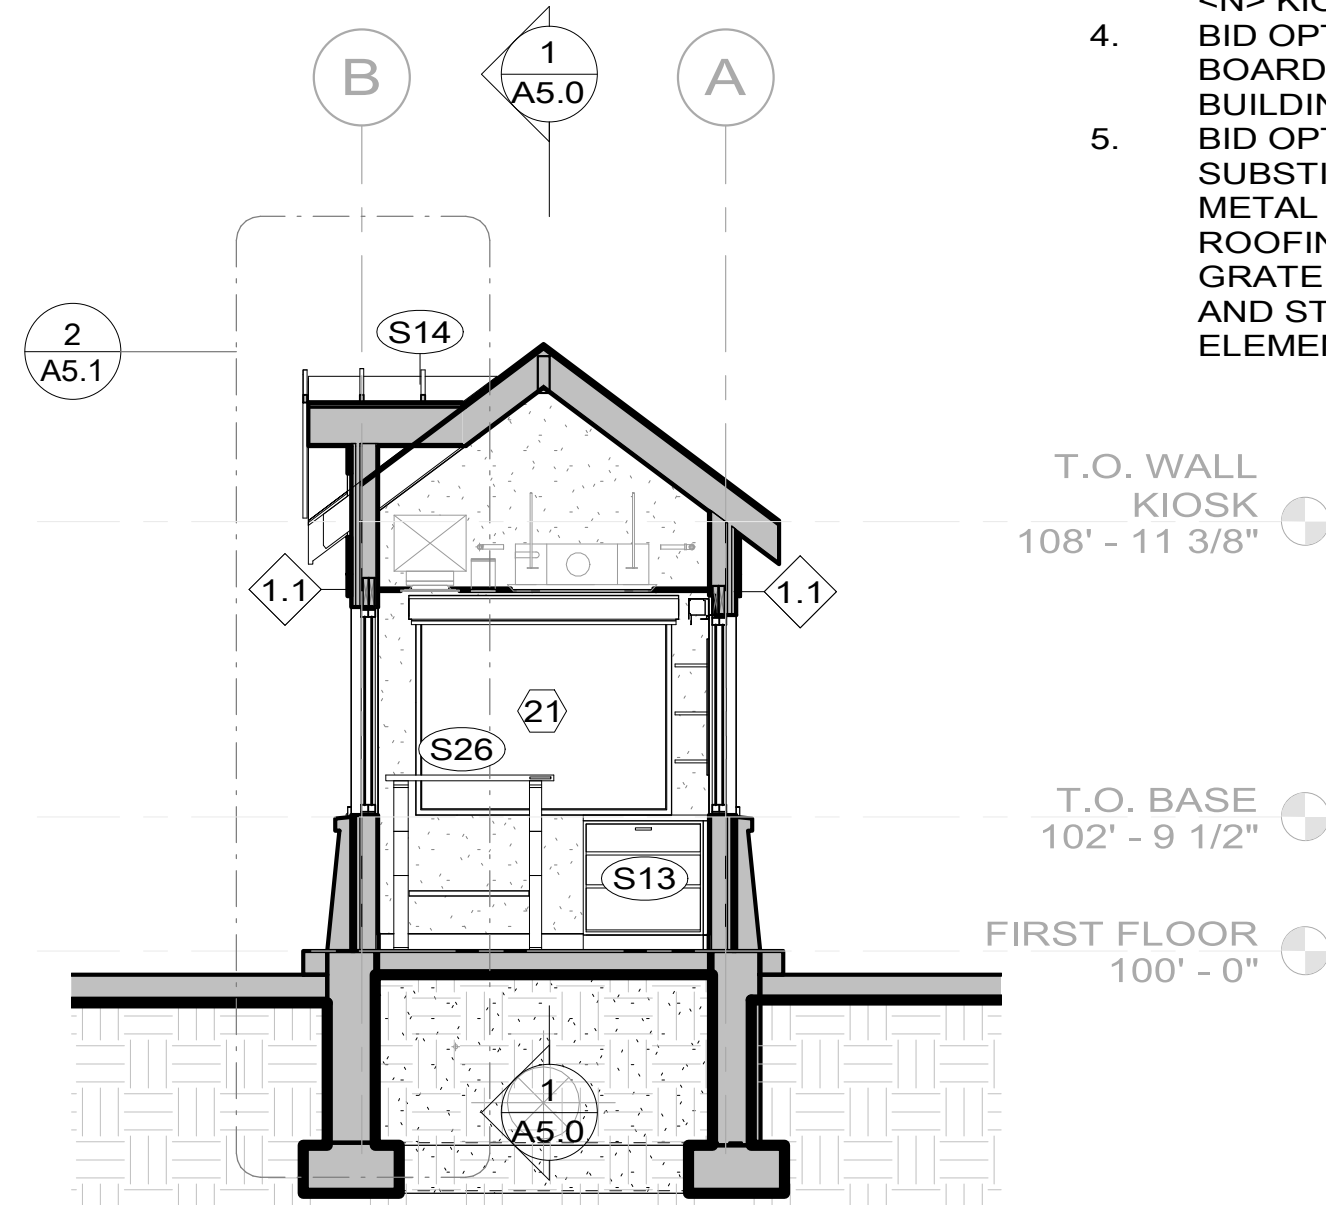 B
1
A5.0
A
2
A5.1
S14
1.1
1.1
21
S26
S13
1
A5.0
<N> KIO
4. BID OPT
BOARD
BUILDIN
5. BID OPT
SUBSTI
METAL
ROOFIN
GRATE
AND ST
ELEME
T.O. WALL
KIOSK
108' - 11 3/8"
T.O. BASE
102' - 9 1/2"
FIRST FLOOR
100' - 0"